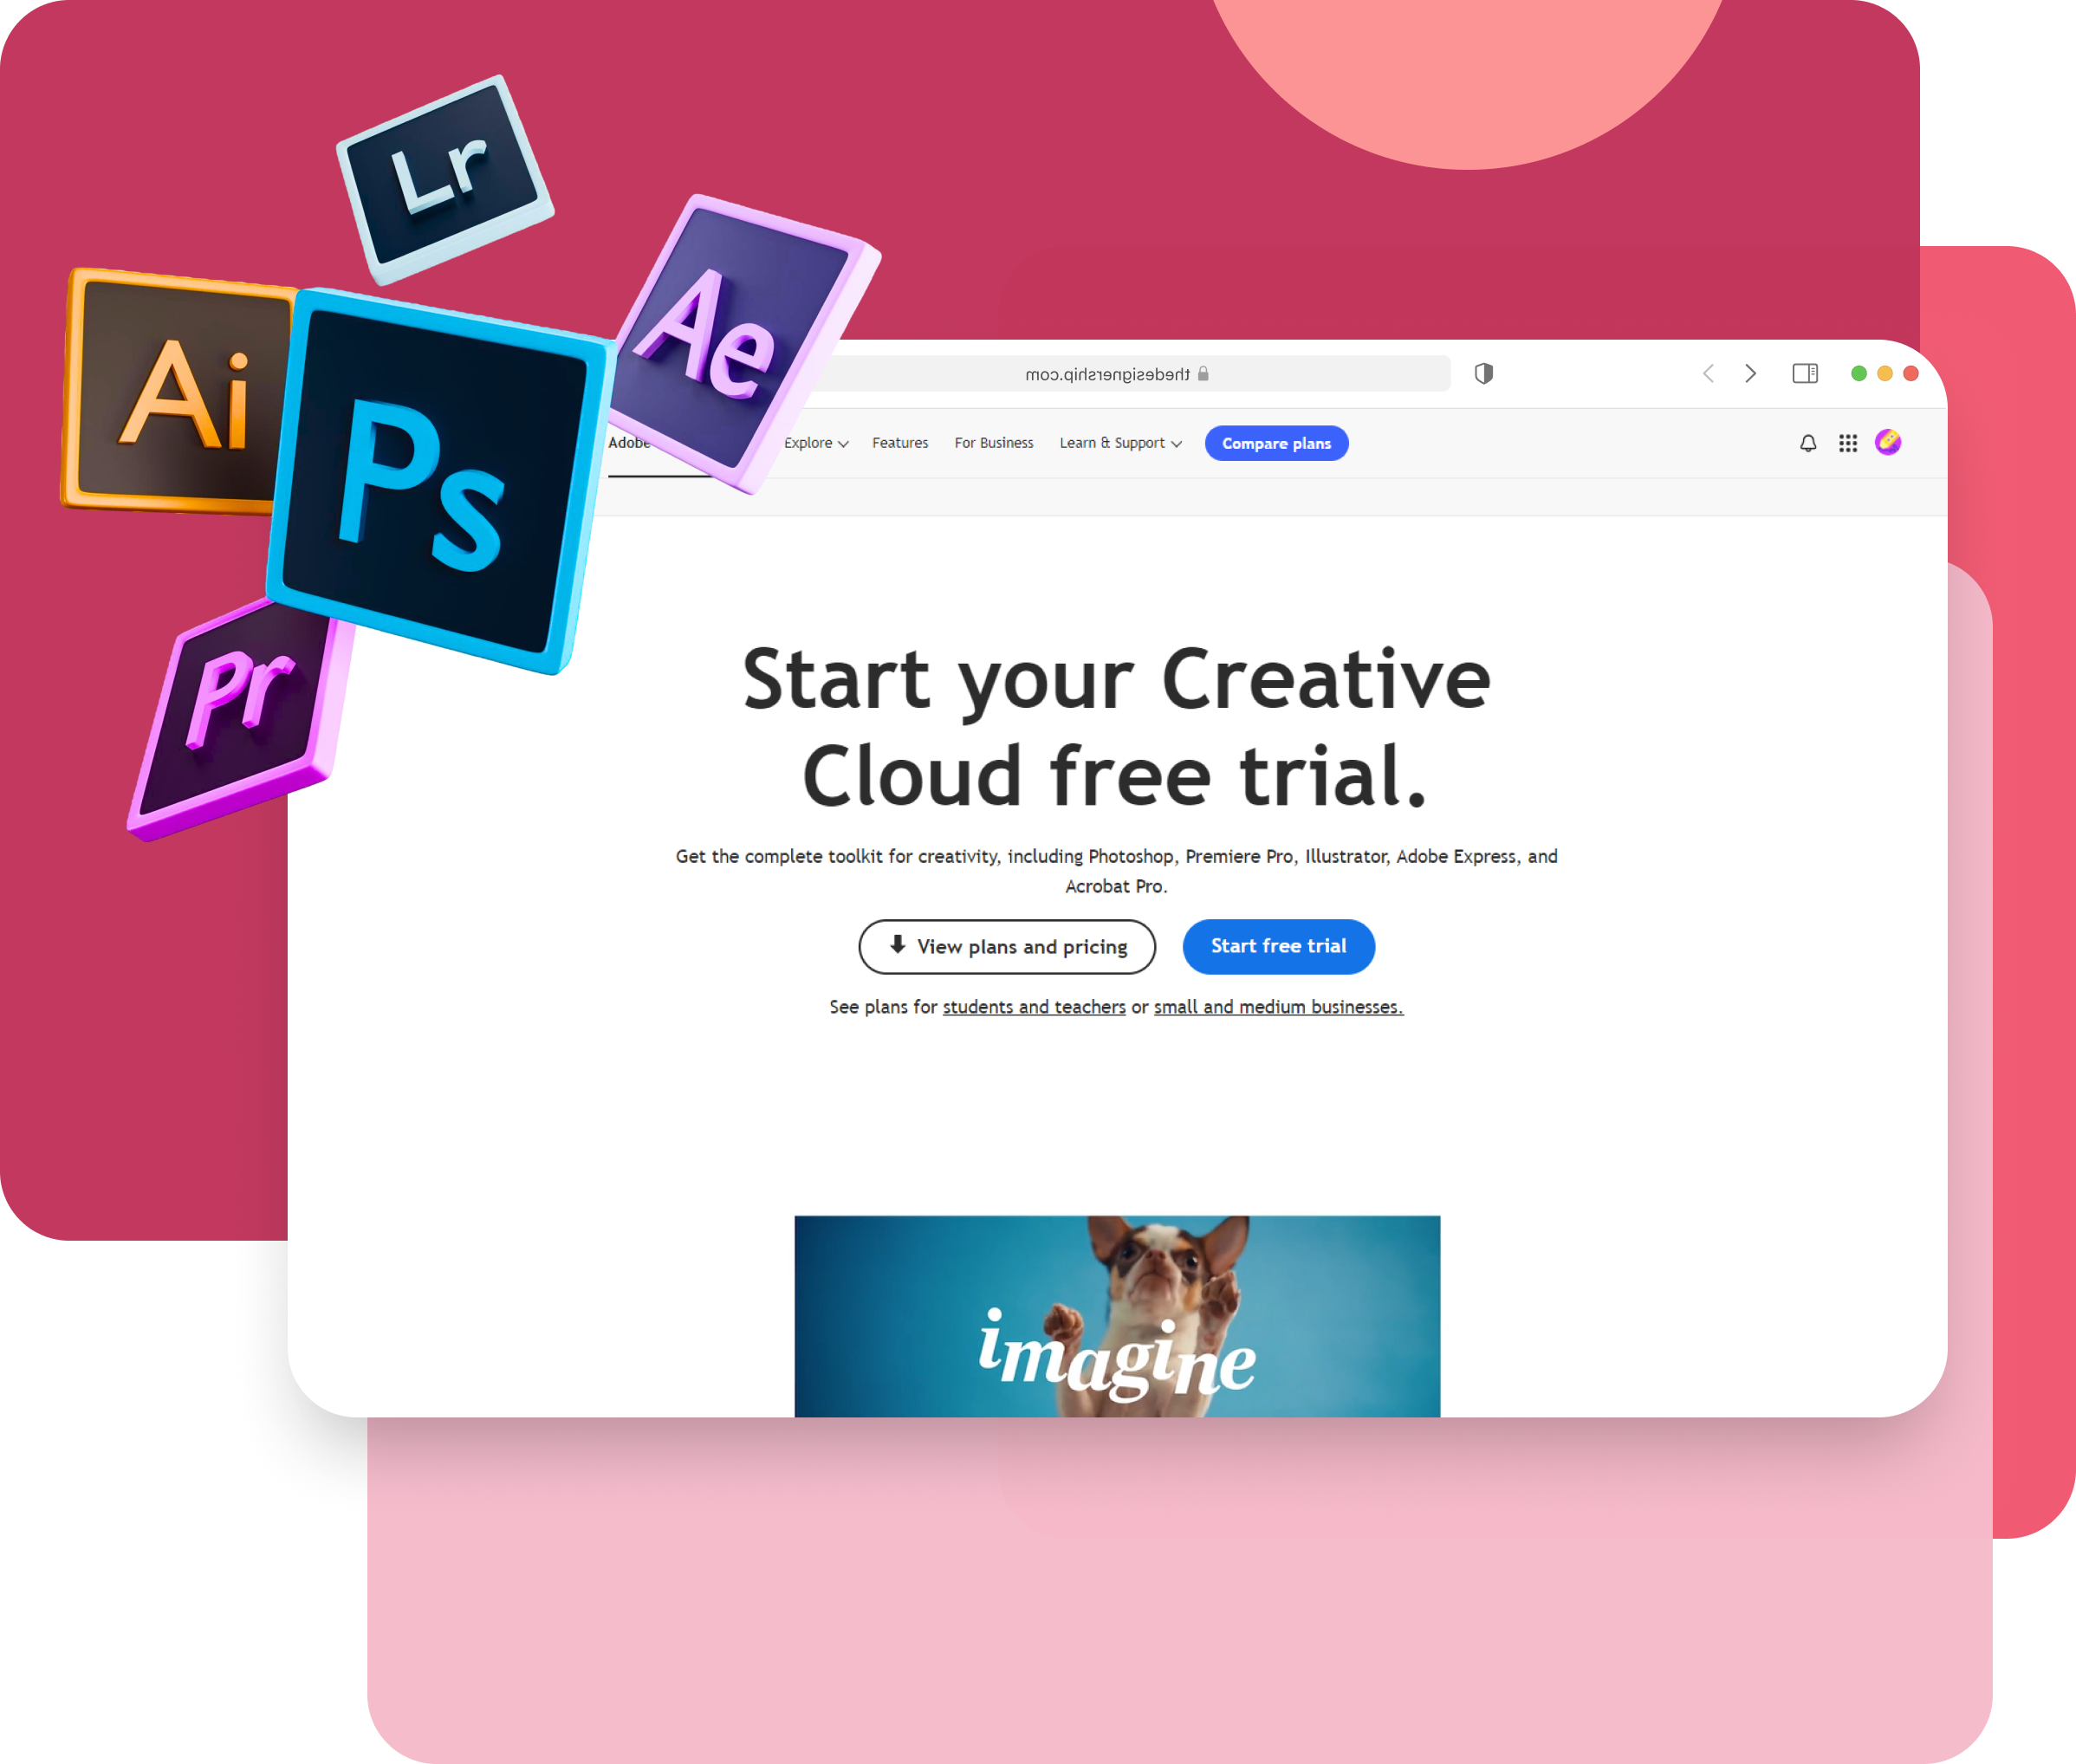 Lr
Ae
Ai
Ps
Pr
thedesignership.com
Adobe
Explore
Features
For Business
Learn & Support
Compare plans
Start your Creative
Cloud free trial.
Get the complete toolkit for creativity, including Photoshop, Premiere Pro, Illustrator, Adobe Express, and
Acrobat Pro.
View plans and pricing
Start free trial
See plans for students and teachers or small and medium businesses.
imagine